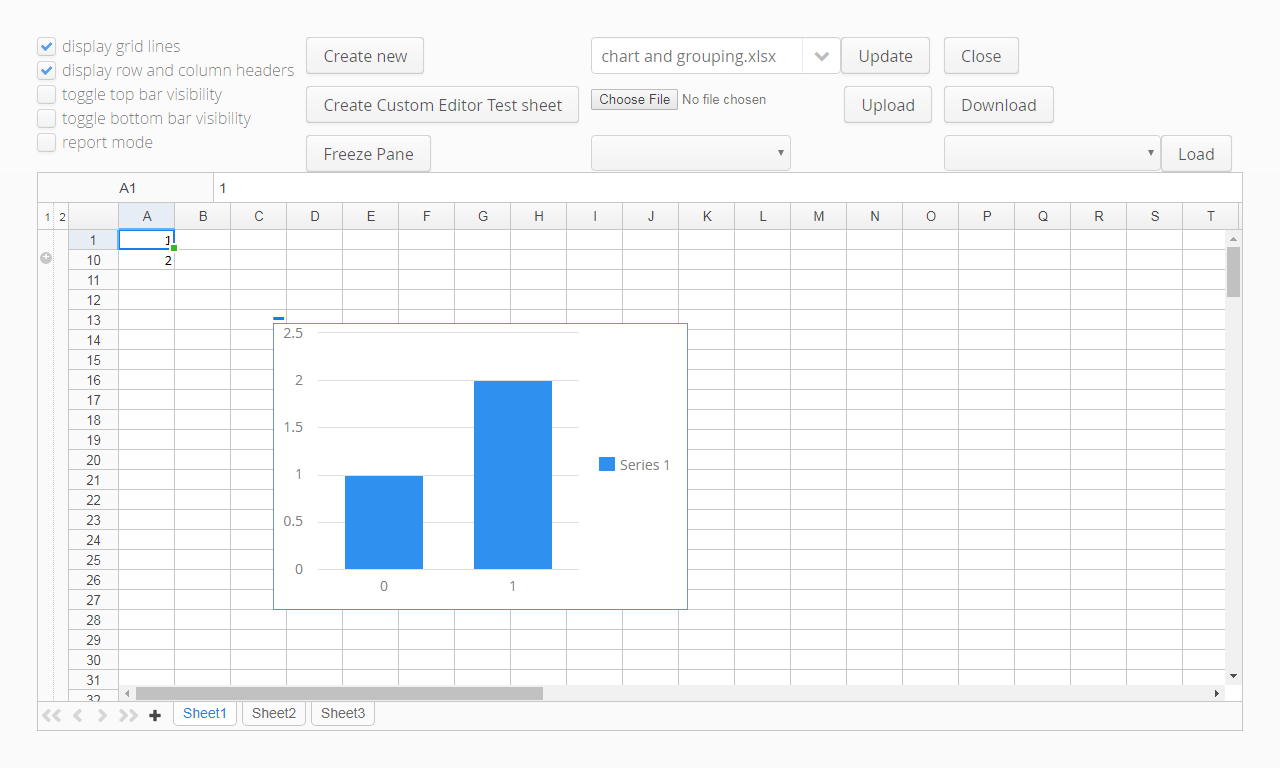 display grid lines
display row and column headers
toggle top bar visibility
toggle bottom bar visibility
report mode
Create new
chart and grouping.xlsx
Update
Close
Create Custom Editor Test sheet
Choose File No file chosen
Upload
Download
Freeze Pane
Load
A1 1
1 2 A B C D E F G H I J K L M N O P Q R S T
1 1
10 2
11
12
13
14
15
16
17
18
19
20
21
22
23
24
25
26
27
28
29
30
31
32
2.5
2
1.5
1
0.5
0
0 1
Series 1
Sheet1 Sheet2 Sheet3